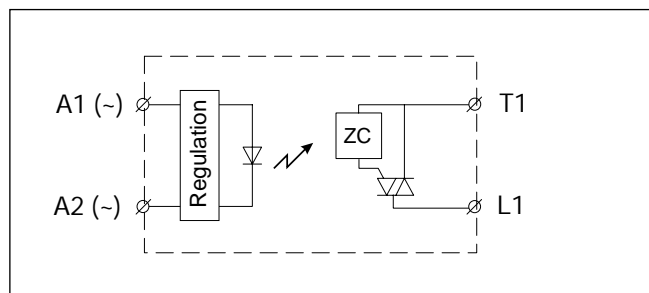 A1 (~)
A2 (~)
Regulation
ZC
T1
L1